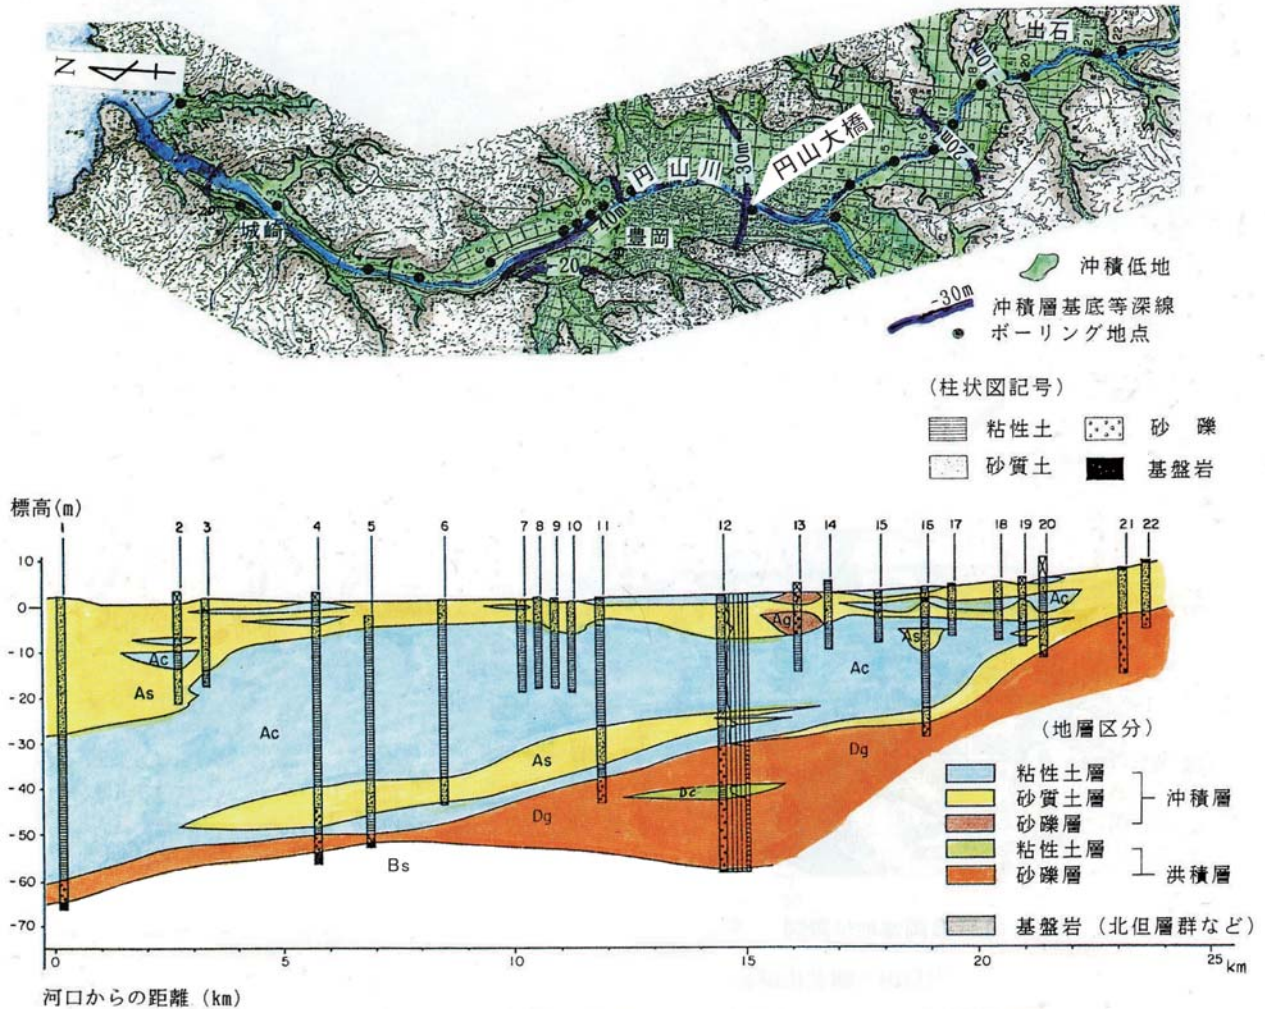 N
出石
円山大橋
-10m
-20m
-30m
円山川
-40m
豊岡
城崎
-20
沖積低地
-30m
沖積層基底等深線
ボーリング地点
(柱状図記号)
粘性土
砂 礫
砂質土
基盤岩
標高(m)
1 2 3 4 5 6 7 8 9 10 11 12 13 14 15 16 17 18 19 20 21 22
10
0
-10
-20
-30
-40
-50
-60
-70
Ac
As
Ac
As
Dg
Bs
Ag
Ac
As
Ac
Dg
(地層区分)
粘性土層
砂質土層
沖積層
砂礫層
粘性土層
洪積層
砂礫層
基盤岩(北但層群など)
0 5 10 15 20 25 km
河口からの距離(km)